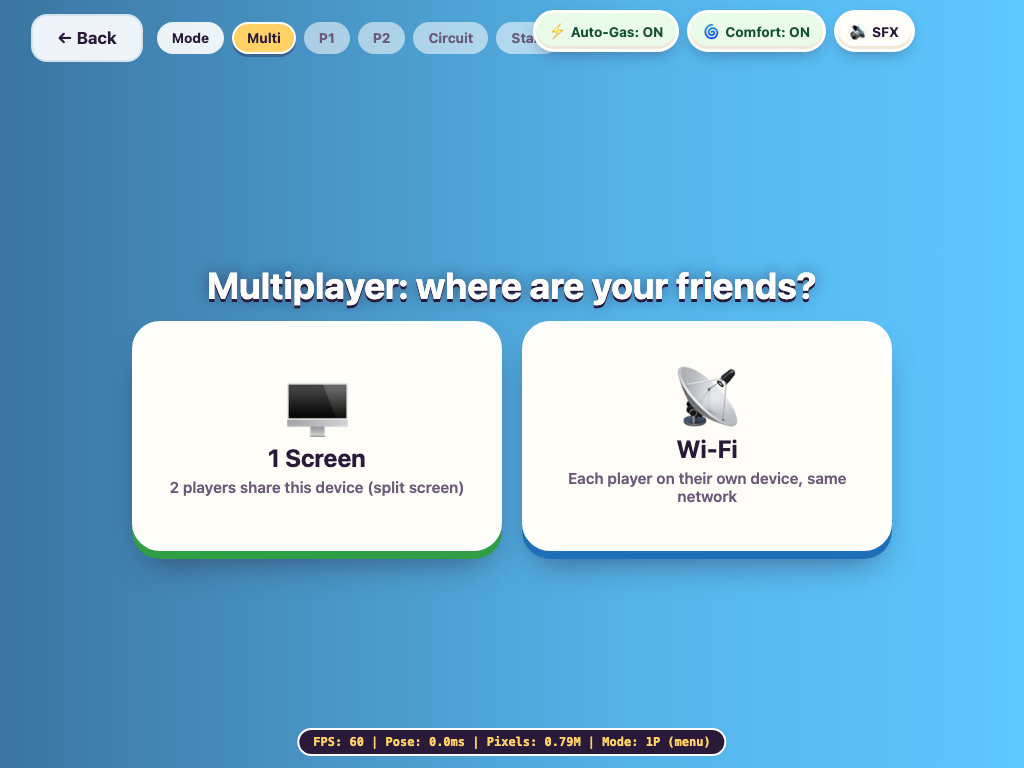 ← Back Mode Multi P1 P2 Circuit ⚡ Auto-Gas: ON 🌀 Comfort: ON 🔈 SFX
Multiplayer: where are your friends?
1 Screen
2 players share this device (split screen)
Wi-Fi
Each player on their own device, same
network
FPS: 60 | Pose: 0.0ms | Pixels: 0.79M | Mode: 1P (menu)